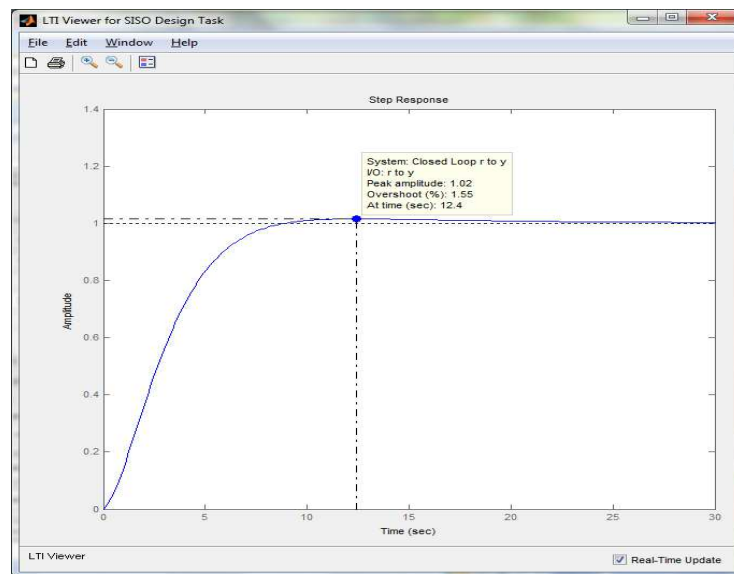 LTI Viewer for SISO Design Task
File Edit Window Help
Step Response
1.4
1.2
1
0.8
0.6
0.4
0.2
0
Amplitude
System: Closed Loop r to y
I/O: r to y
Peak amplitude: 1.02
Overshoot (%): 1.55
At time (sec): 12.4
0 5 10 15 20 25 30
Time (sec)
LTI Viewer
Real-Time Update